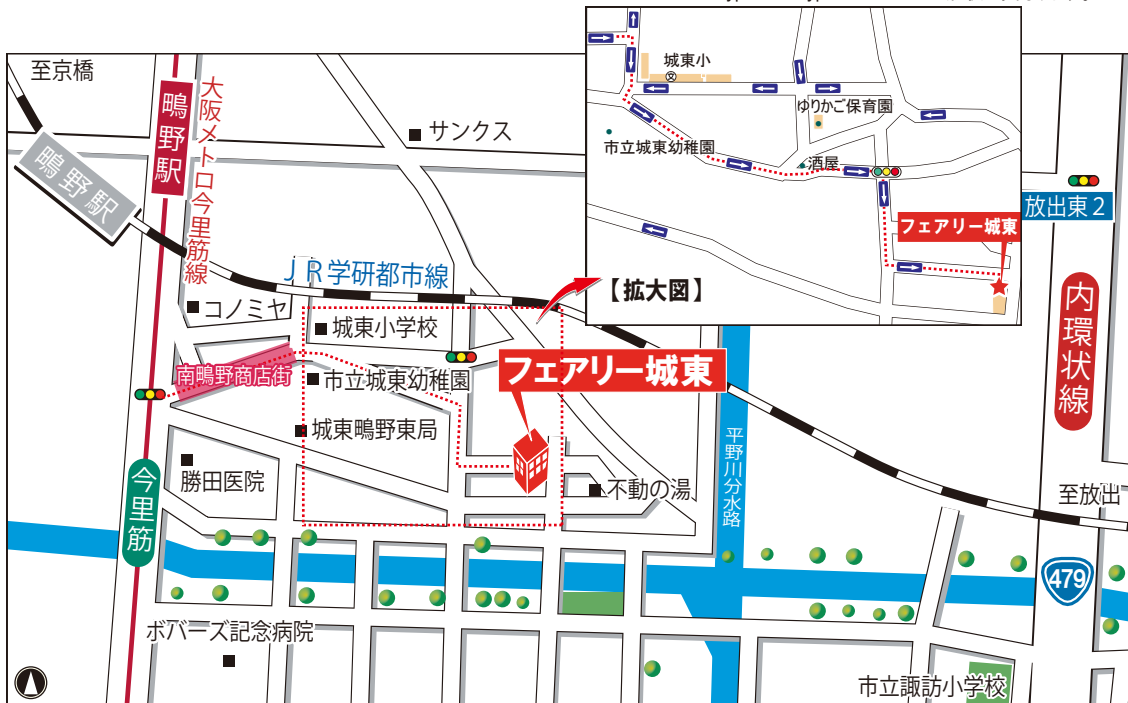 至京橋
鴫野駅
大阪メトロ今里筋線
鴫野駅
サンクス
JR学研都市線
コノミヤ
城東小学校
南鴫野商店街
市立城東幼稚園
フェアリー城東
城東鴫野東局
勝田医院
不動の湯
今里筋
平野川分水路
ボバーズ記念病院
市立諏訪小学校
至放出
479
内環状線
放出東2
【拡大図】
城東小
文
ゆりかご保育園
市立城東幼稚園
酒屋
フェアリー城東